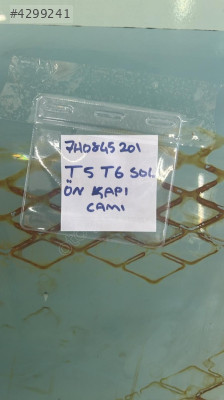 #4299241
7H0845201
T5 T6 SOL
ÖN KAPI
CAMI